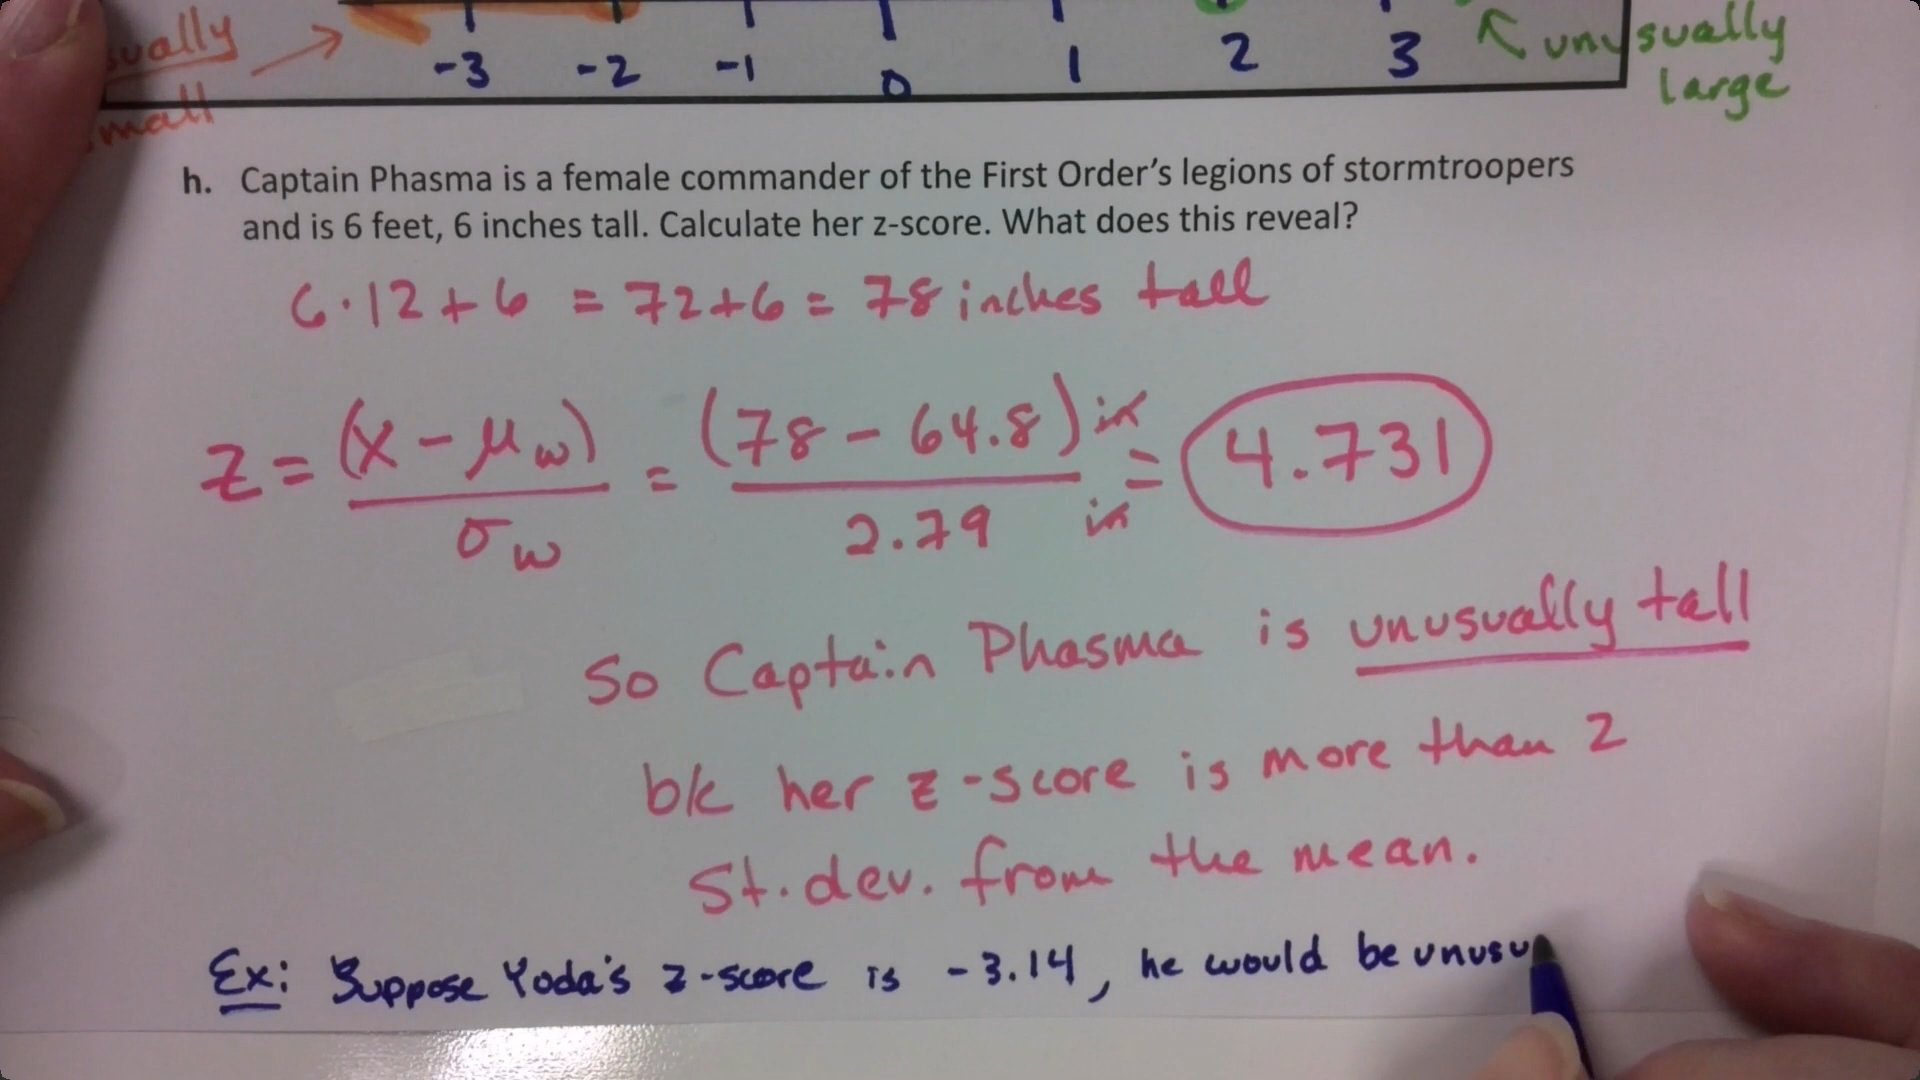 -3 -2 -1 0 1 2 3
unusually
large
mall
h. Captain Phasma is a female commander of the First Order's legions of stormtroopers
and is 6 feet, 6 inches tall. Calculate her z-score. What does this reveal?
6·12+6 = 72+6 = 78 inches tall
z = (x - μw) / σw = (78 - 64.8) in / 2.79 in = 4.731
So Captain Phasma is unusually tall
b/c her z-score is more than 2
St. dev. from the mean.
Ex: Suppose Yoda's z-score is -3.14, he would be unusu